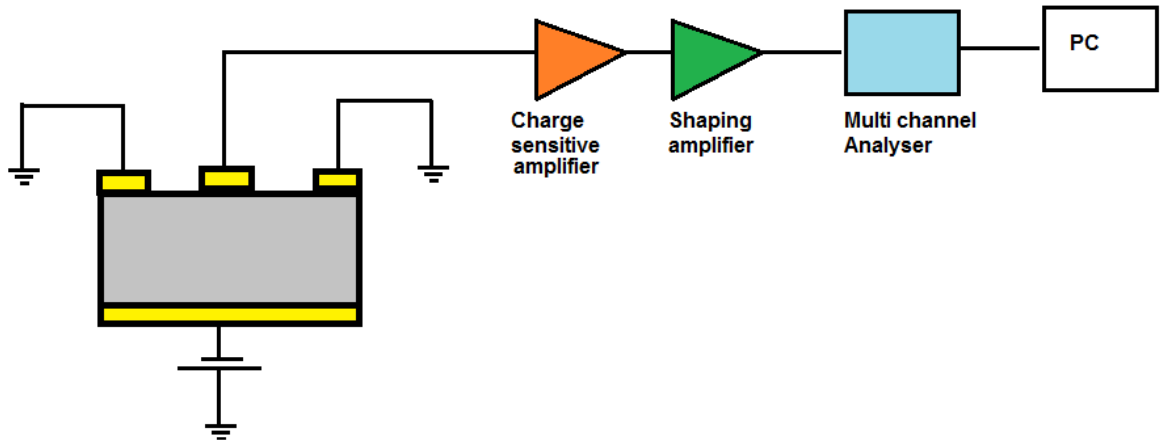 PC
Charge
sensitive
amplifier
Shaping
amplifier
Multi channel
Analyser